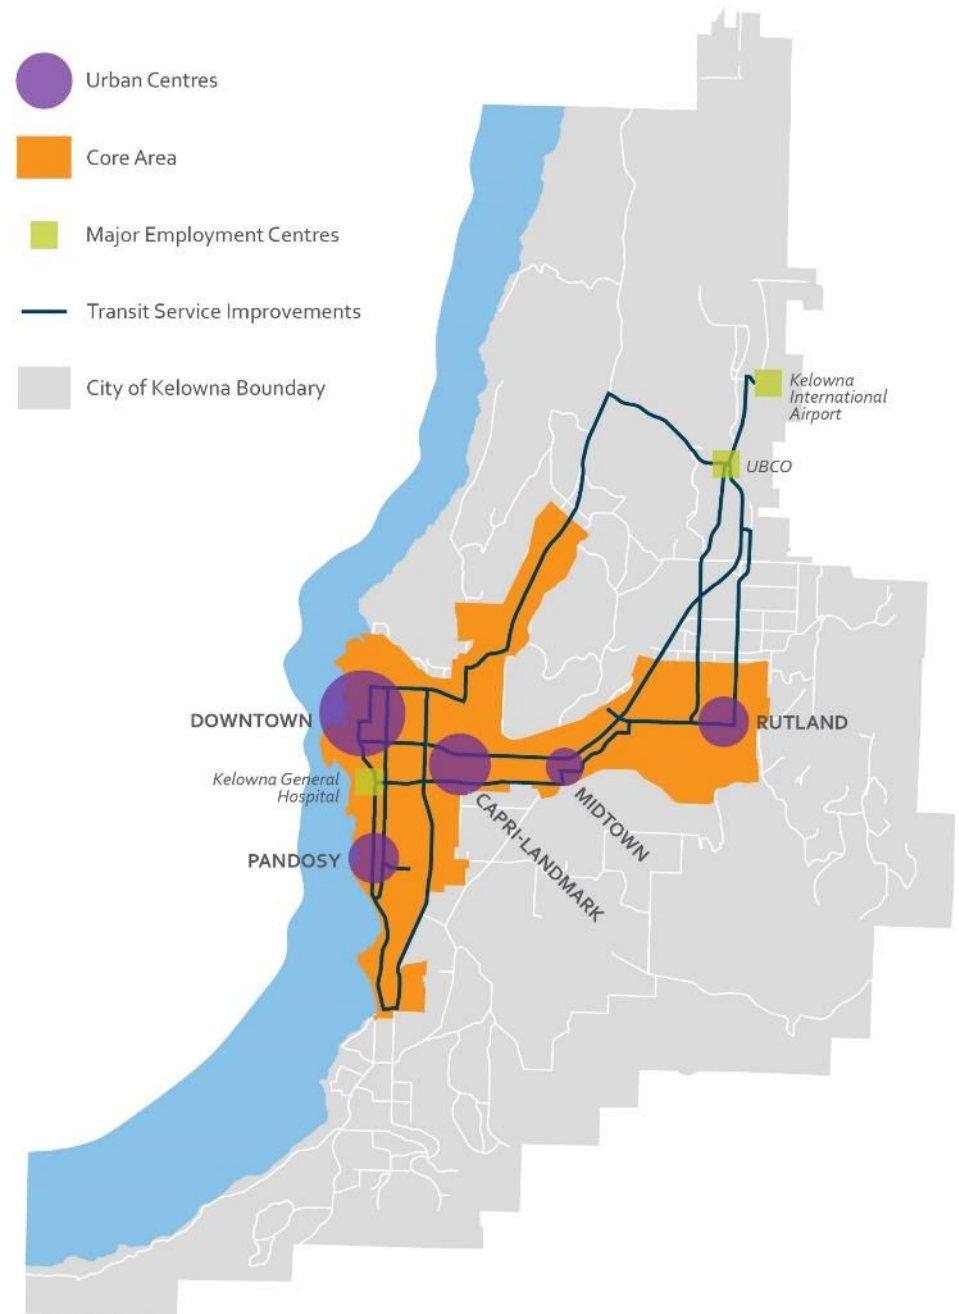 Urban Centres
Core Area
Major Employment Centres
Transit Service Improvements
City of Kelowna Boundary
Kelowna
International
Airport
UBCO
DOWNTOWN
RUTLAND
Kelowna General
Hospital
MIDTOWN
CAPRI-LANDMARK
PANDOSY